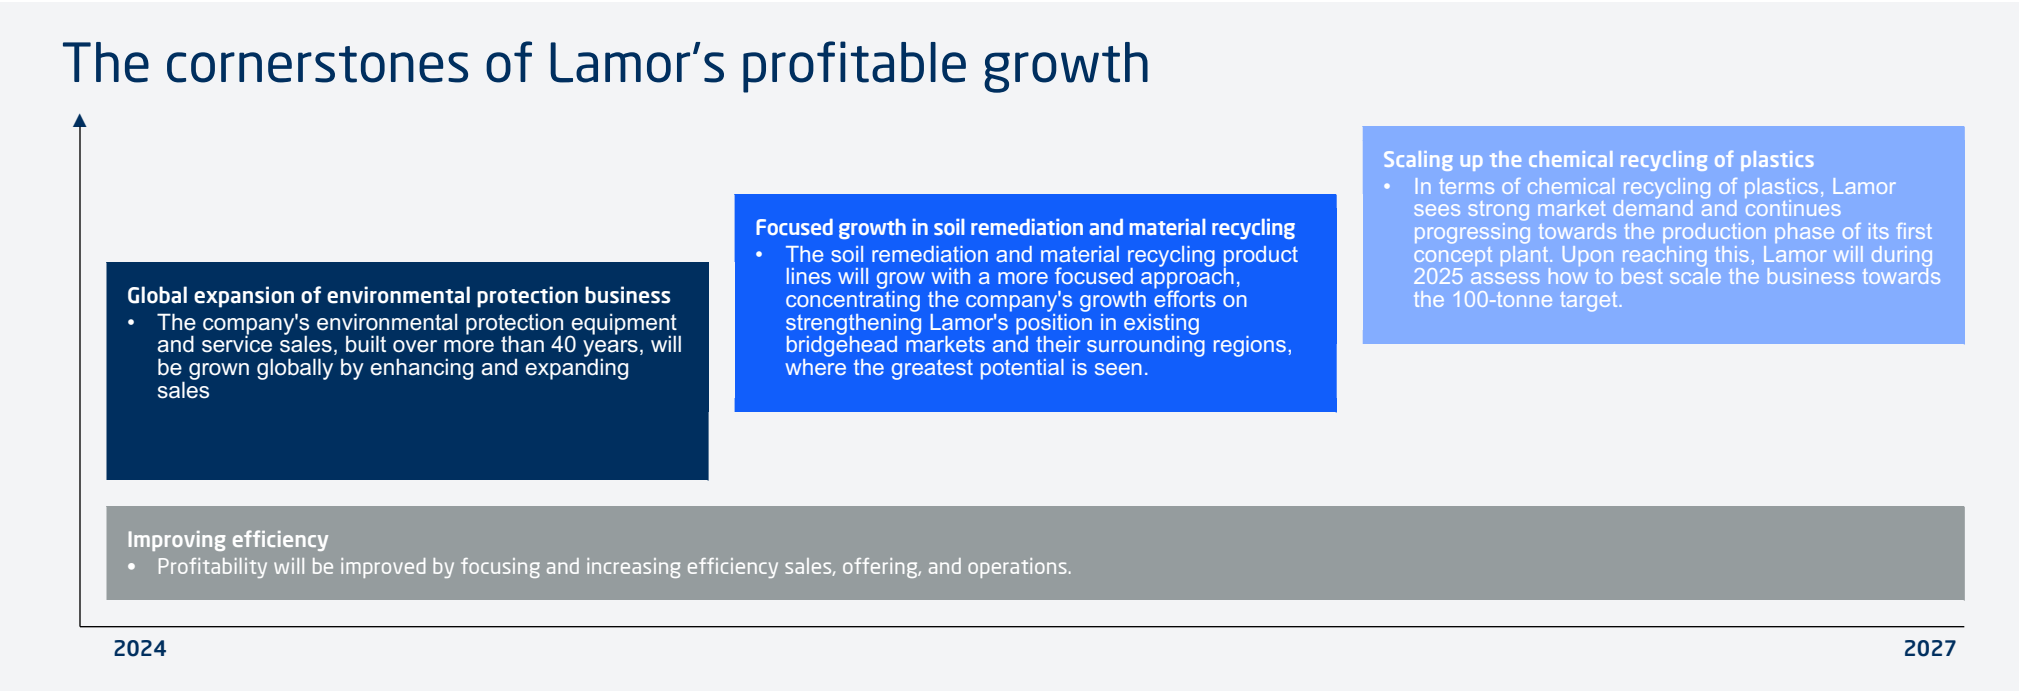 The cornerstones of Lamor's profitable growth
Global expansion of environmental protection business
• The company's environmental protection equipment
and service sales, built over more than 40 years, will
be grown globally by enhancing and expanding
sales
Focused growth in soil remediation and material recycling
• The soil remediation and material recycling product
lines will grow with a more focused approach,
concentrating the company's growth efforts on
strengthening Lamor's position in existing
bridgehead markets and their surrounding regions,
where the greatest potential is seen.
Scaling up the chemical recycling of plastics
• In terms of chemical recycling of plastics, Lamor
sees strong market demand and continues
progressing towards the production phase of its first
concept plant. Upon reaching this, Lamor will during
2025 assess how to best scale the business towards
the 100-tonne target.
Improving efficiency
• Profitability will be improved by focusing and increasing efficiency sales, offering, and operations.
2024
2027